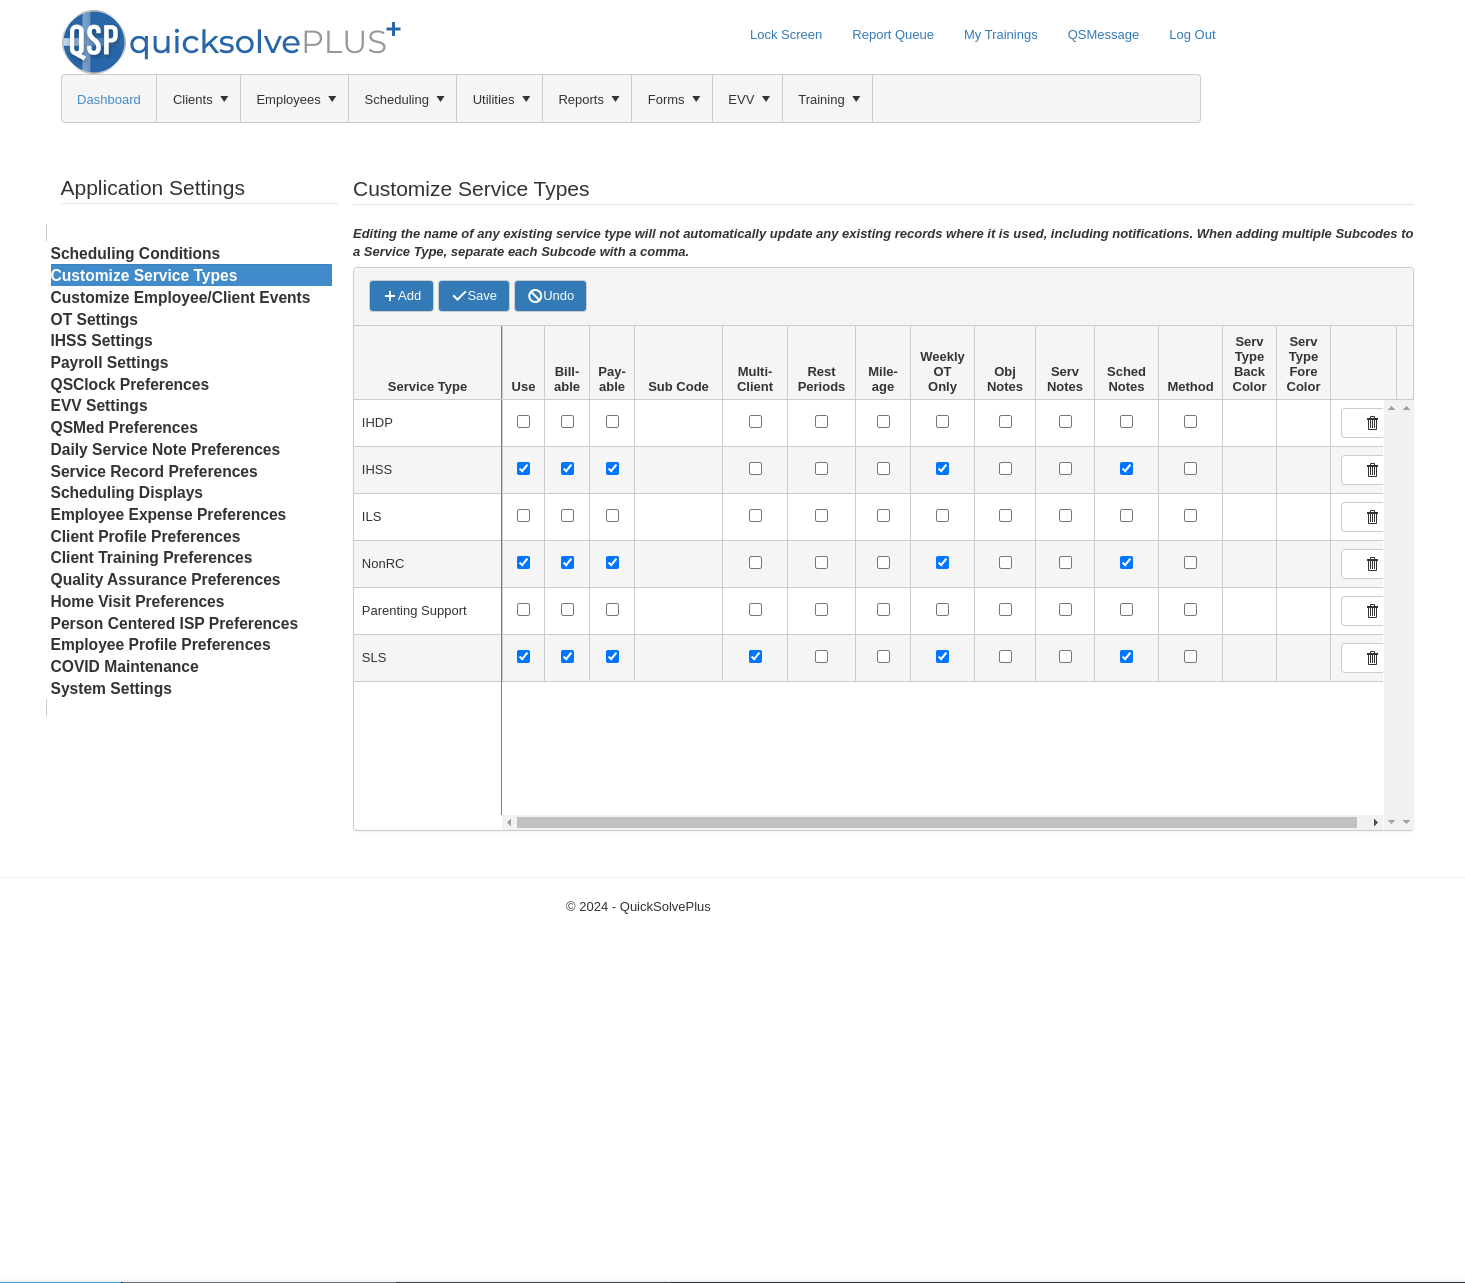 QSP quicksolvePLUS+
Lock Screen Report Queue My Trainings QSMessage Log Out
Dashboard Clients Employees Scheduling Utilities Reports Forms EVV Training
Application Settings
Scheduling Conditions
Customize Service Types
Customize Employee/Client Events
OT Settings
IHSS Settings
Payroll Settings
QSClock Preferences
EVV Settings
QSMed Preferences
Daily Service Note Preferences
Service Record Preferences
Scheduling Displays
Employee Expense Preferences
Client Profile Preferences
Client Training Preferences
Quality Assurance Preferences
Home Visit Preferences
Person Centered ISP Preferences
Employee Profile Preferences
COVID Maintenance
System Settings
Customize Service Types
Editing the name of any existing service type will not automatically update any existing records where it is used, including notifications. When adding multiple Subcodes to
a Service Type, separate each Subcode with a comma.
Add Save Undo
Service Type
Use
Bill-
able
Pay-
able
Sub Code
Multi-
Client
Rest
Periods
Mile-
age
Weekly
OT
Only
Obj
Notes
Serv
Notes
Sched
Notes
Method
Serv
Type
Back
Color
Serv
Type
Fore
Color
IHDP
IHSS
ILS
NonRC
Parenting Support
SLS
© 2024 - QuickSolvePlus